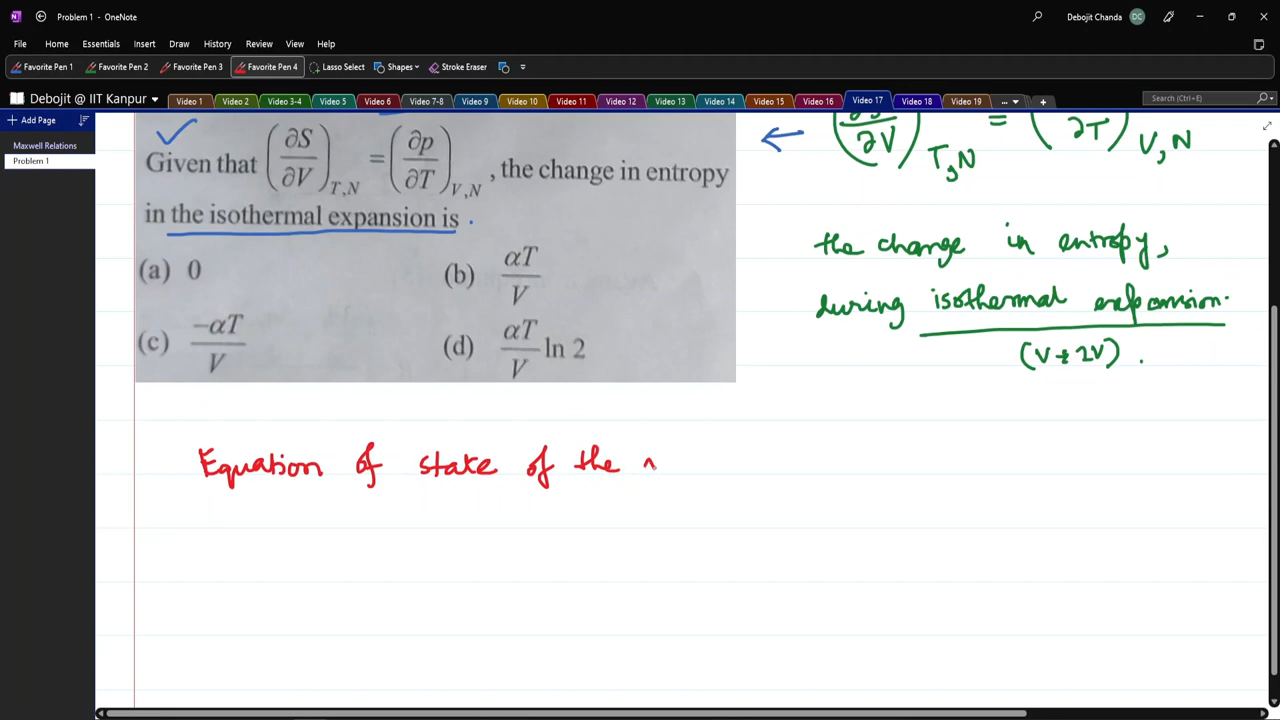 Problem 1 - OneNote
Debojit Chanda DC
File Home Essentials Insert Draw History Review View Help
Favorite Pen 1 Favorite Pen 2 Favorite Pen 3 Favorite Pen 4 Lasso Select Shapes Stroke Eraser
Debojit @ IIT Kanpur Video 1 Video 2 Video 3-4 Video 5 Video 6 Video 7-8 Video 9 Video 10 Video 11 Video 12 Video 13 Video 14 Video 15 Video 16 Video 17 Video 18 Video 19 ... + Search (Ctrl+E)
Add Page
Maxwell Relations
Problem 1
Given that (∂S/∂V)T,N = (∂p/∂T)V,N , the change in entropy
in the isothermal expansion is .
(a) 0
(b) αT/V
(c) −αT/V
(d) αT/V ln 2
∂V)T,N = ( ∂T)V,N
the change in entropy,
during isothermal expansion.
(V → 2V) .
Equation of state of the